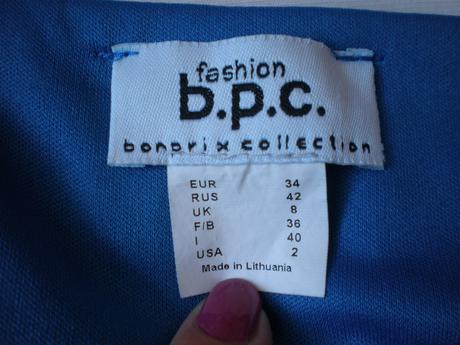 fashion
b.p.c.
bonprix collection
EUR 34
RUS 42
UK 8
F/B 36
I 40
USA 2
Made in Lithuania